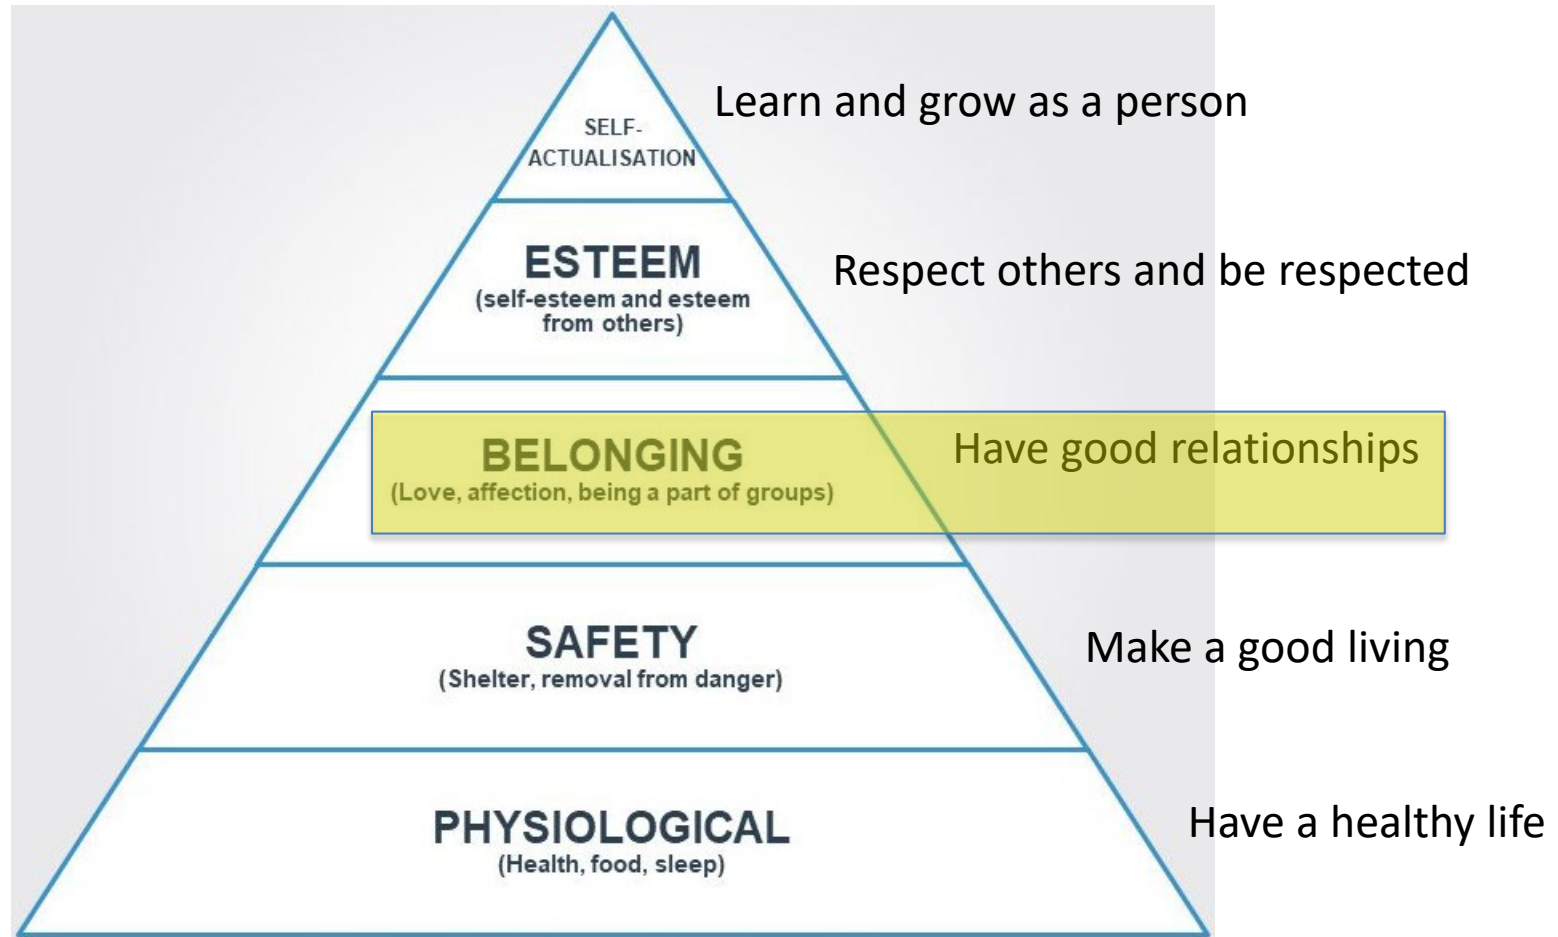 Learn and grow as a person
SELF-
ACTUALISATION
ESTEEM
(self-esteem and esteem
from others)
Respect others and be respected
BELONGING
(Love, affection, being a part of groups)
Have good relationships
SAFETY
(Shelter, removal from danger)
Make a good living
PHYSIOLOGICAL
(Health, food, sleep)
Have a healthy life